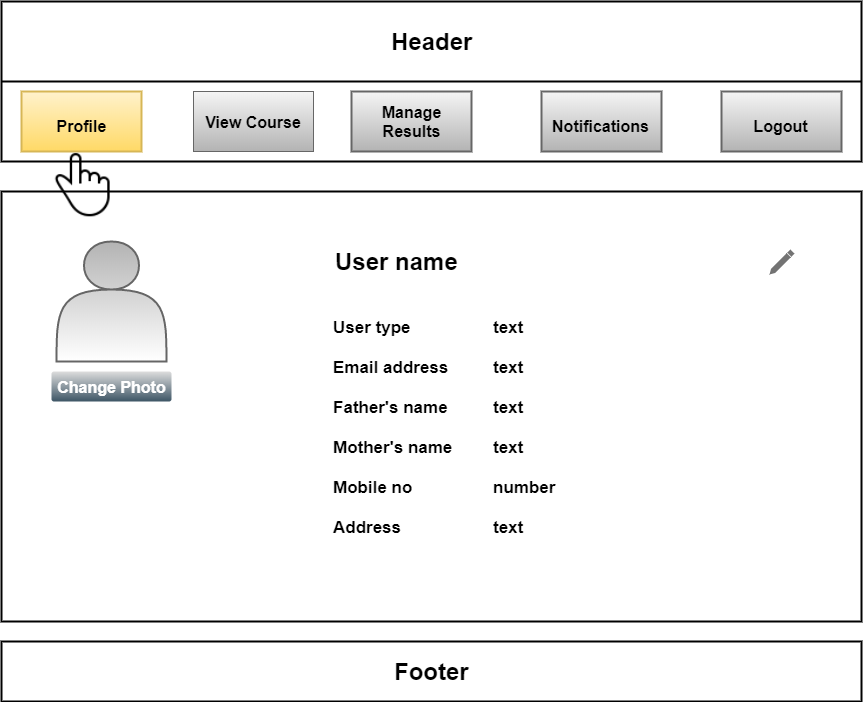 Header
Profile
View Course
Manage
Results
Notifications
Logout
Change Photo
User name
User type text
Email address text
Father's name text
Mother's name text
Mobile no number
Address text
Footer